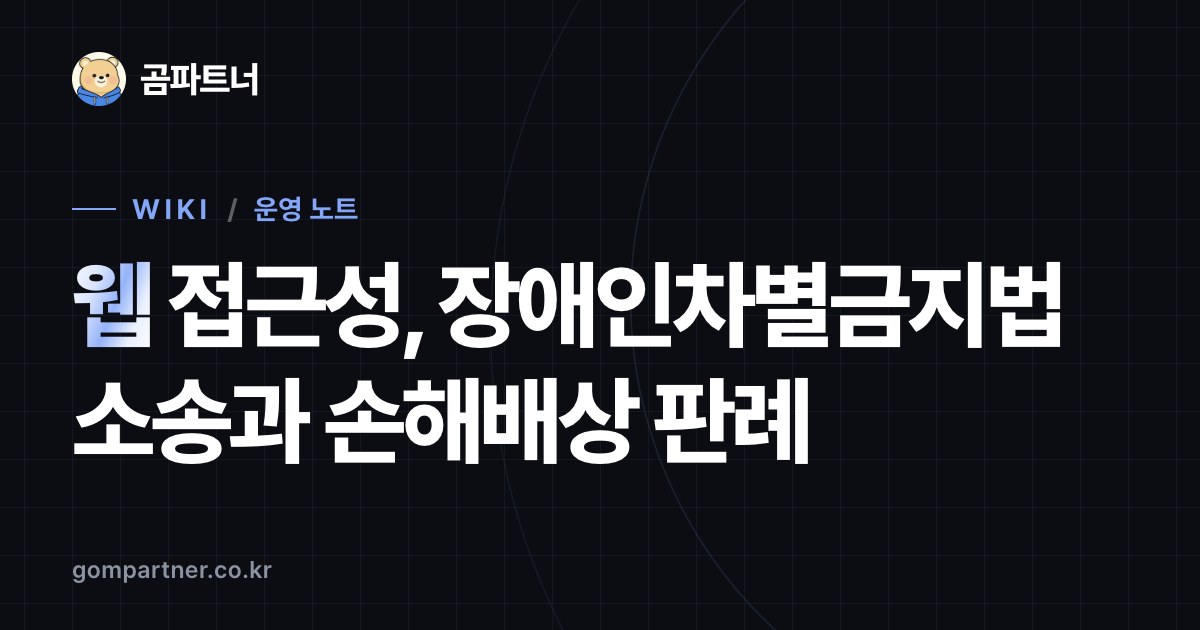 곰파트너
WIKI / 운영 노트
웹 접근성, 장애인차별금지법
소송과 손해배상 판례
gompartner.co.kr